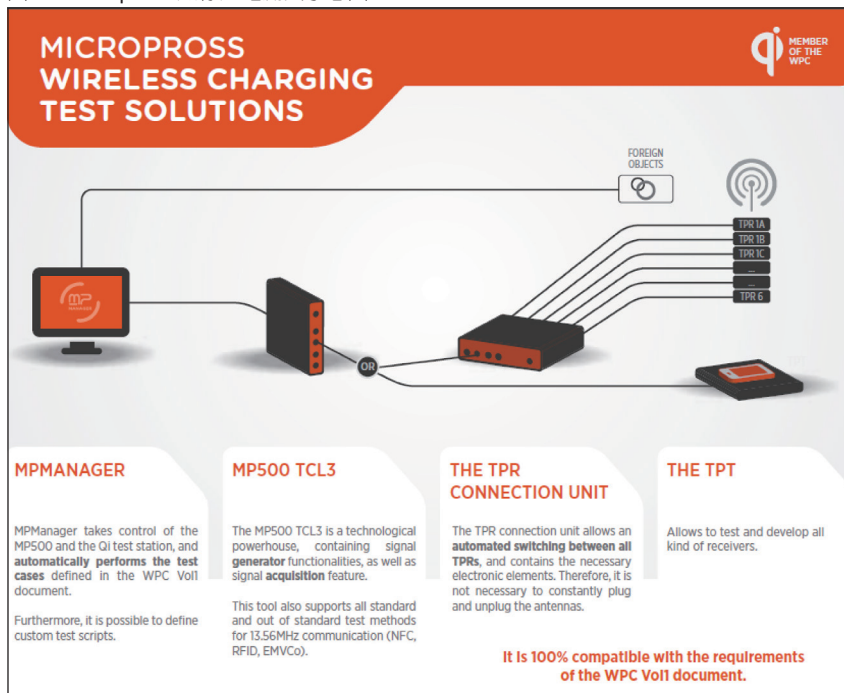 MICROPROSS
WIRELESS CHARGING
TEST SOLUTIONS
qi
MEMBER
OF THE
WPC
FOREIGN
OBJECTS
TPR 1A
TPR 1B
TPR 1C
...
...
TPR 6
mp
MANAGER
OR
MPMANAGER
MPManager takes control of the
MP500 and the Qi test station, and
automatically performs the test
cases defined in the WPC Vol1
document.
Furthermore, it is possible to define
custom test scripts.
MP500 TCL3
The MP500 TCL3 is a technological
powerhouse, containing signal
generator functionalities, as well as
signal acquisition feature.
This tool also supports all standard
and out of standard test methods
for 13.56MHz communication (NFC,
RFID, EMVCo).
THE TPR
CONNECTION UNIT
The TPR connection unit allows an
automated switching between all
TPRs, and contains the necessary
electronic elements. Therefore, it is
not necessary to constantly plug
and unplug the antennas.
THE TPT
Allows to test and develop all
kind of receivers.
It is 100% compatible with the requirements
of the WPC Vol1 document.